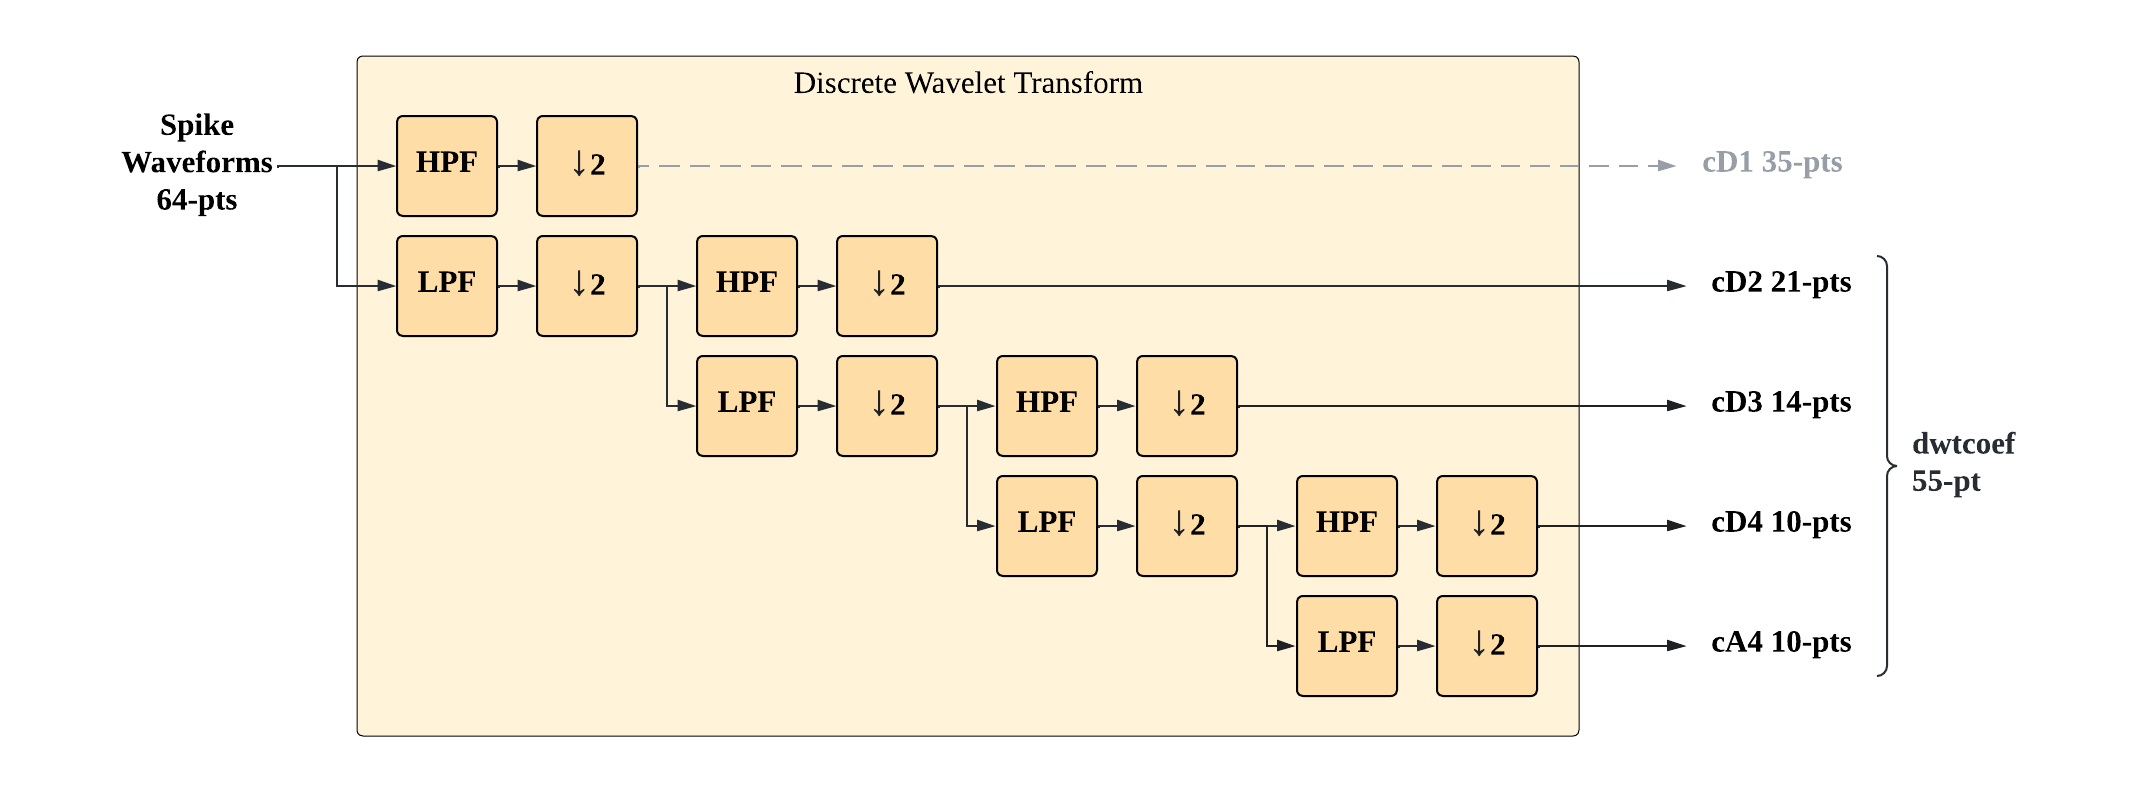 Discrete Wavelet Transform
Spike
Waveforms
64-pts
HPF
↓2
cD1 35-pts
LPF
↓2
HPF
↓2
cD2 21-pts
LPF
↓2
HPF
↓2
cD3 14-pts
LPF
↓2
HPF
↓2
cD4 10-pts
LPF
↓2
cA4 10-pts
dwtcoef
55-pt